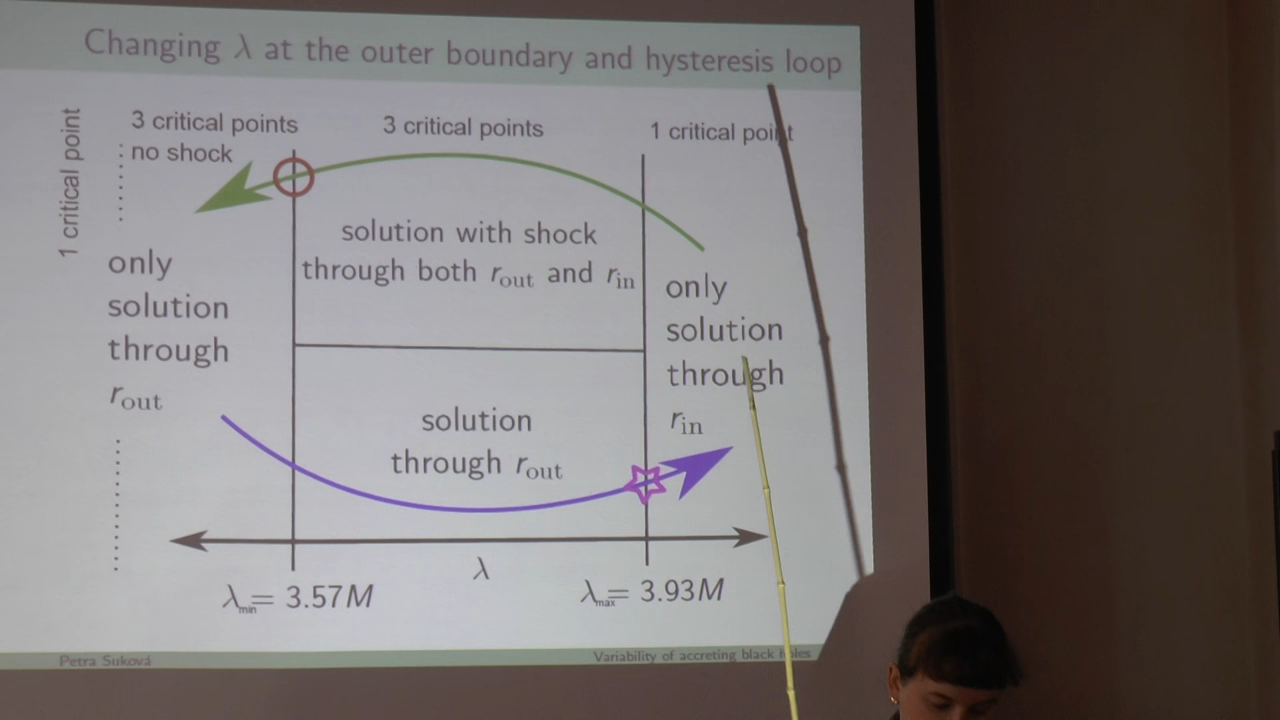 Changing λ at the outer boundary and hysteresis loop
1 critical point
3 critical points
no shock
3 critical points
1 critical point
only
solution
through
rout
solution with shock
through both rout and rin
only
solution
through
rin
solution
through rout
λ
λmin= 3.57M
λmax= 3.93M
Petra Suková
Variability of accreting black holes